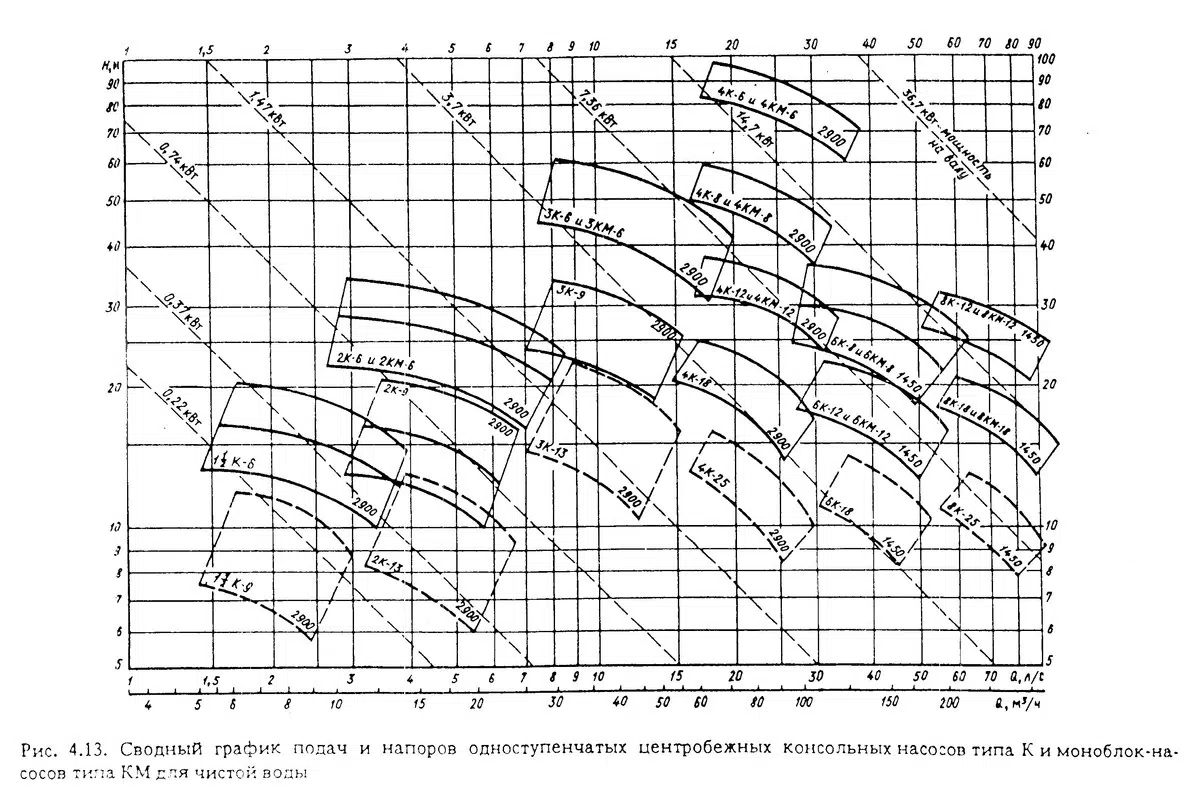 1 1,5 2 3 4 5 6 7 8 9 10 15 20 30 40 50 60 70 80 90
H, м
90
80
70
60
50
40
30
20
10
9
8
7
6
5
100
90
80
70
60
50
40
30
20
10
9
8
7
6
5
0,22 кВт
0,37 кВт
0,74 кВт
1,47 кВт
3,7 кВт
7,36 кВт
14,7 кВт
36,7 кВт - мощность
на валу
4К-6 и 4КМ-6
2900
4К-8 и 4КМ-8
2900
3К-6 и 3КМ-6
2900
4К-12 и 4КМ-12
2900
3К-9
2900
8К-12 и 8КМ-12 1450
6К-8 и 6КМ-8
1450
2К-6 и 2КМ-6
2900
2К-9
2900
4К-18
2900
6К-12 и 6КМ-12
1450
8К-18 и 8КМ-18
1450
1½ К-6
2900
3К-13
2900
4К-25
2900
6К-18
1450
8К-25
1450
1½ К-9
2900
2К-13
2900
1 1,5 2 3 4 5 6 7 8 9 10 15 20 30 40 50 60 70 Q, л/с
4 5 6 8 10 20 30 40 50 60 80 100 150 200 Q, м³/ч
Рис. 4.13. Сводный график подач и напоров одноступенчатых центробежных консольных насосов типа К и моноблок-на-
сосов типа КМ для чистой воды